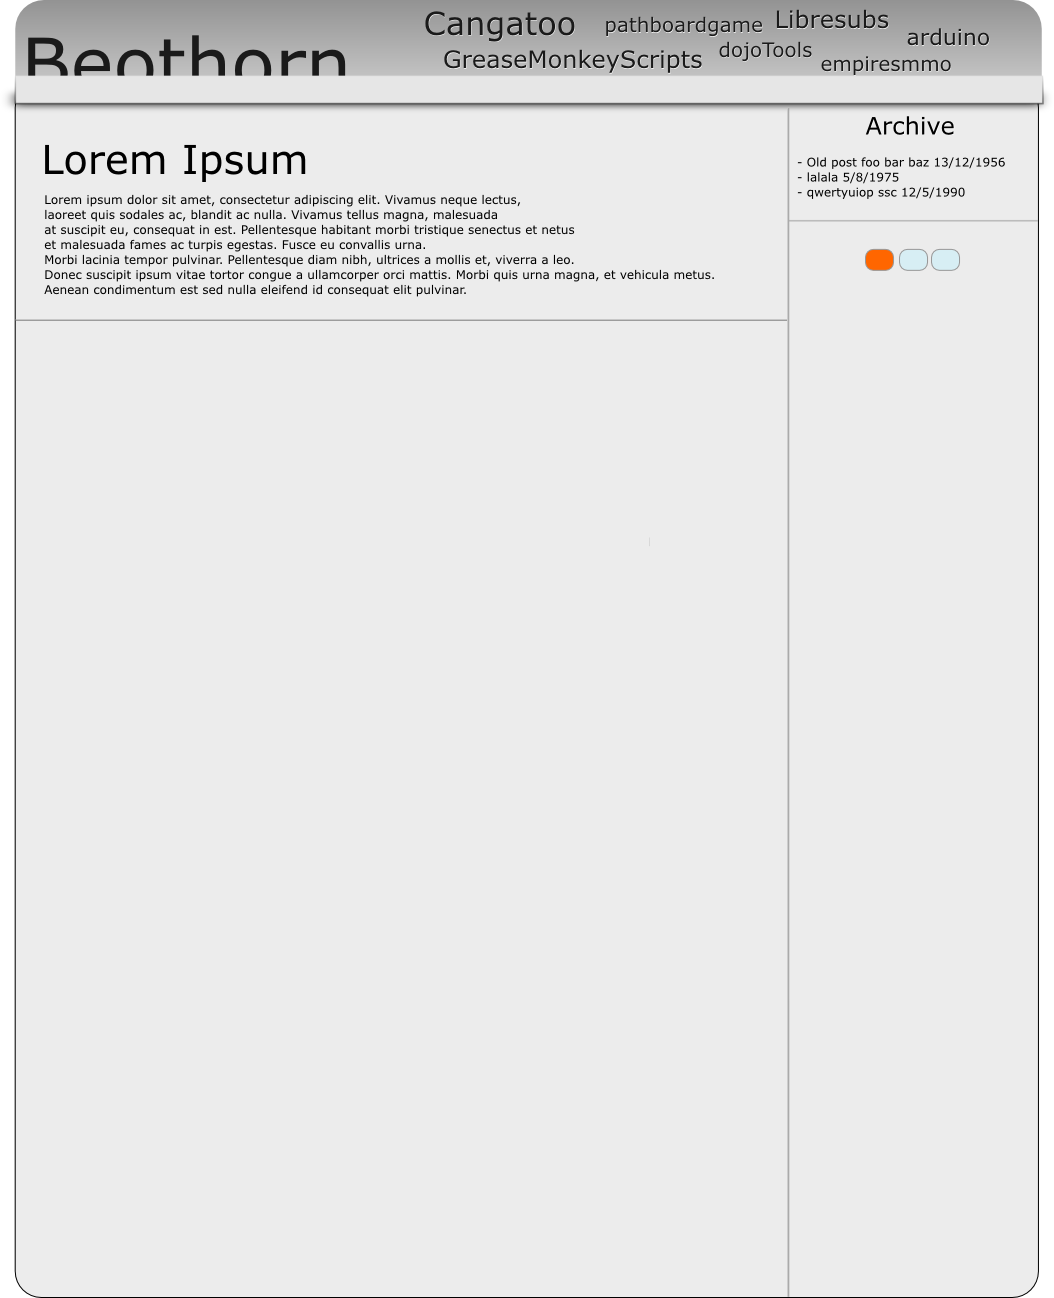 Beothorn
Cangatoo
pathboardgame
Libresubs
arduino
GreaseMonkeyScripts
dojoTools
empiresmmo
Lorem Ipsum
Lorem ipsum dolor sit amet, consectetur adipiscing elit. Vivamus neque lectus,
laoreet quis sodales ac, blandit ac nulla. Vivamus tellus magna, malesuada
at suscipit eu, consequat in est. Pellentesque habitant morbi tristique senectus et netus
et malesuada fames ac turpis egestas. Fusce eu convallis urna.
Morbi lacinia tempor pulvinar. Pellentesque diam nibh, ultrices a mollis et, viverra a leo.
Donec suscipit ipsum vitae tortor congue a ullamcorper orci mattis. Morbi quis urna magna, et vehicula metus.
Aenean condimentum est sed nulla eleifend id consequat elit pulvinar.
Archive
- Old post foo bar baz 13/12/1956
- lalala 5/8/1975
- qwertyuiop ssc 12/5/1990